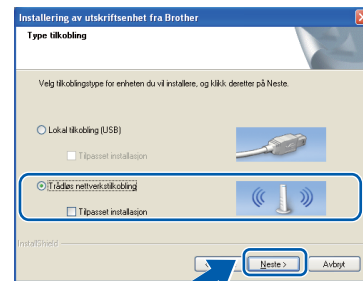 Installering av utskriftsenhet fra Brother
Type tilkobling
Velg tilkoblingstype for enheten du vil installere, og klikk deretter på Neste.
Lokal tilkobling (USB)
Tilpasset installasjon
Trådløs nettverkstilkobling
Tilpasset installasjon
InstallShield
Neste >
Avbryt